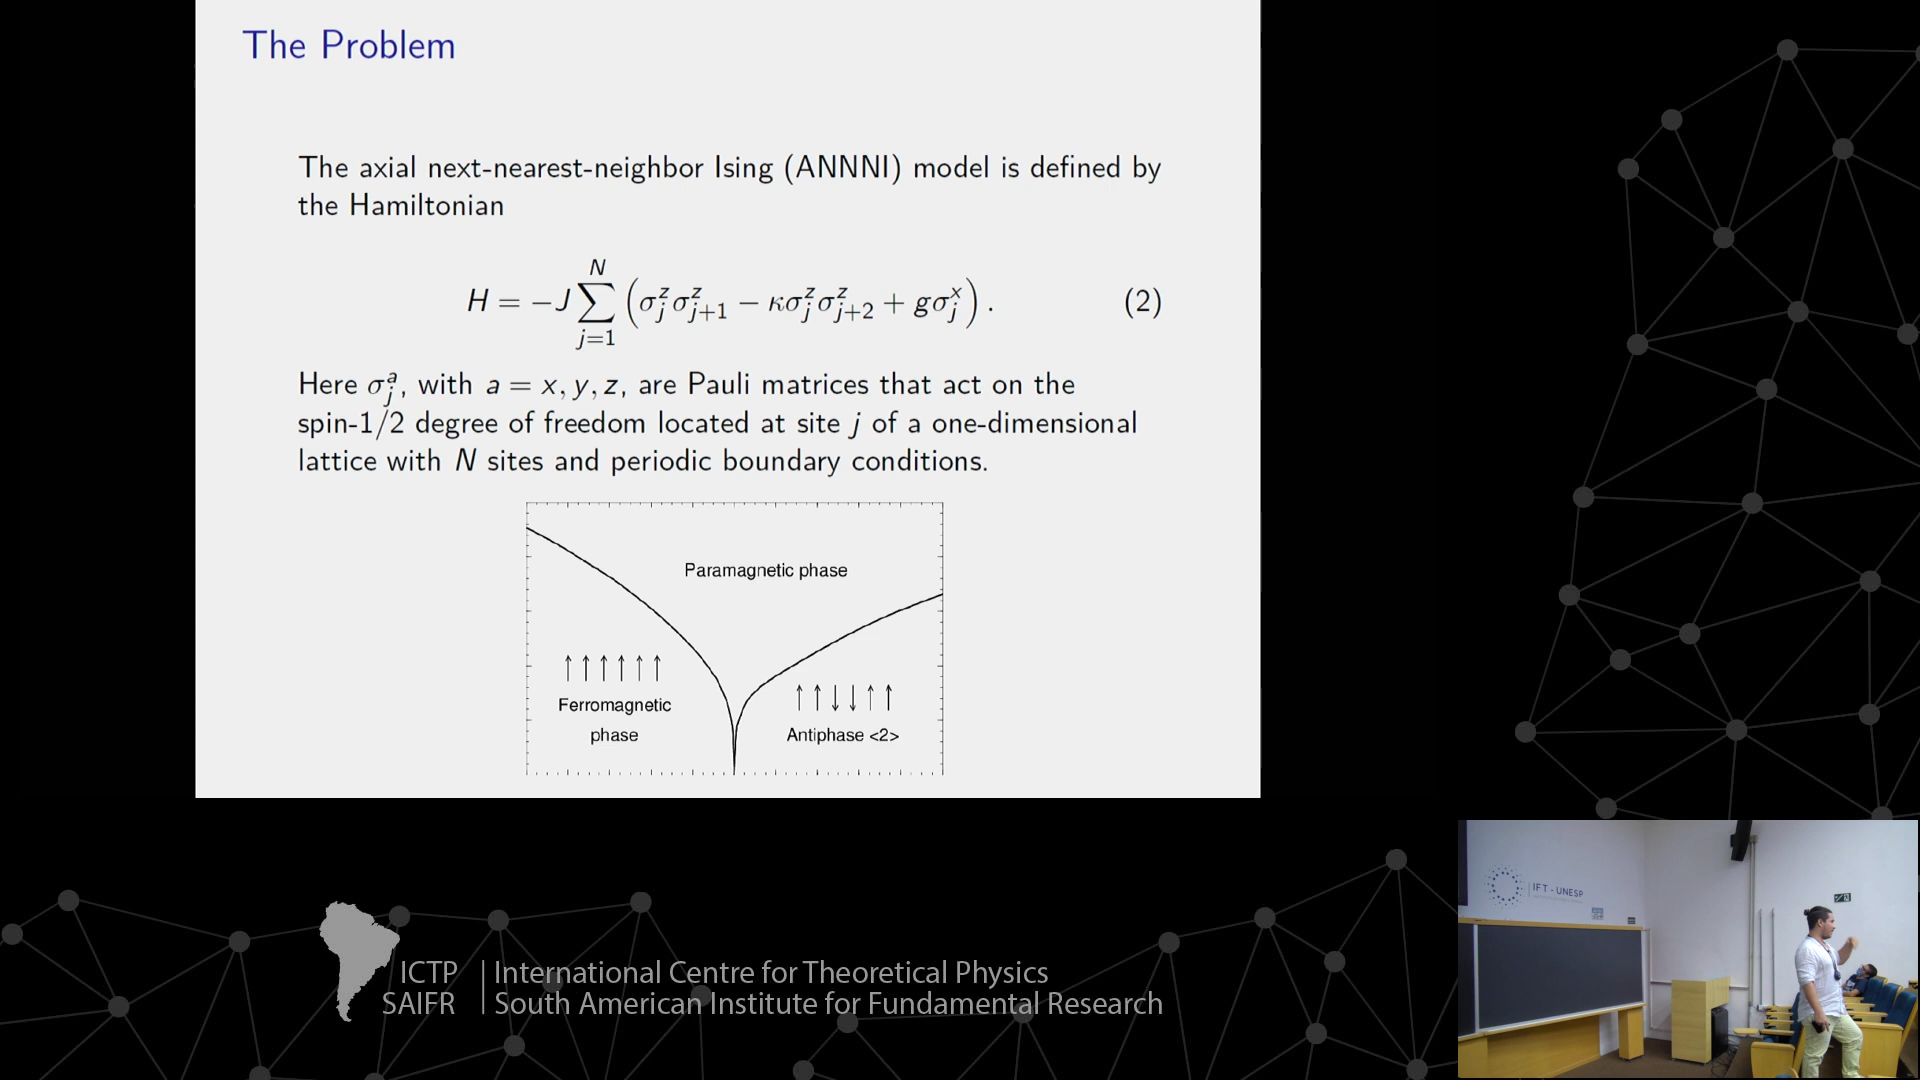 The Problem
The axial next-nearest-neighbor Ising (ANNNI) model is defined by
the Hamiltonian
H = −J ∑_{j=1}^{N} (σ_j^z σ_{j+1}^z − κσ_j^z σ_{j+2}^z + gσ_j^x) . (2)
Here σ_j^a, with a = x, y, z, are Pauli matrices that act on the
spin-1/2 degree of freedom located at site j of a one-dimensional
lattice with N sites and periodic boundary conditions.
Paramagnetic phase
↑ ↑ ↑ ↑ ↑ ↑
Ferromagnetic
phase
↑ ↑ ↓ ↓ ↑ ↑
Antiphase <2>
IFT - UNESP
ICTP | International Centre for Theoretical Physics
SAIFR | South American Institute for Fundamental Research